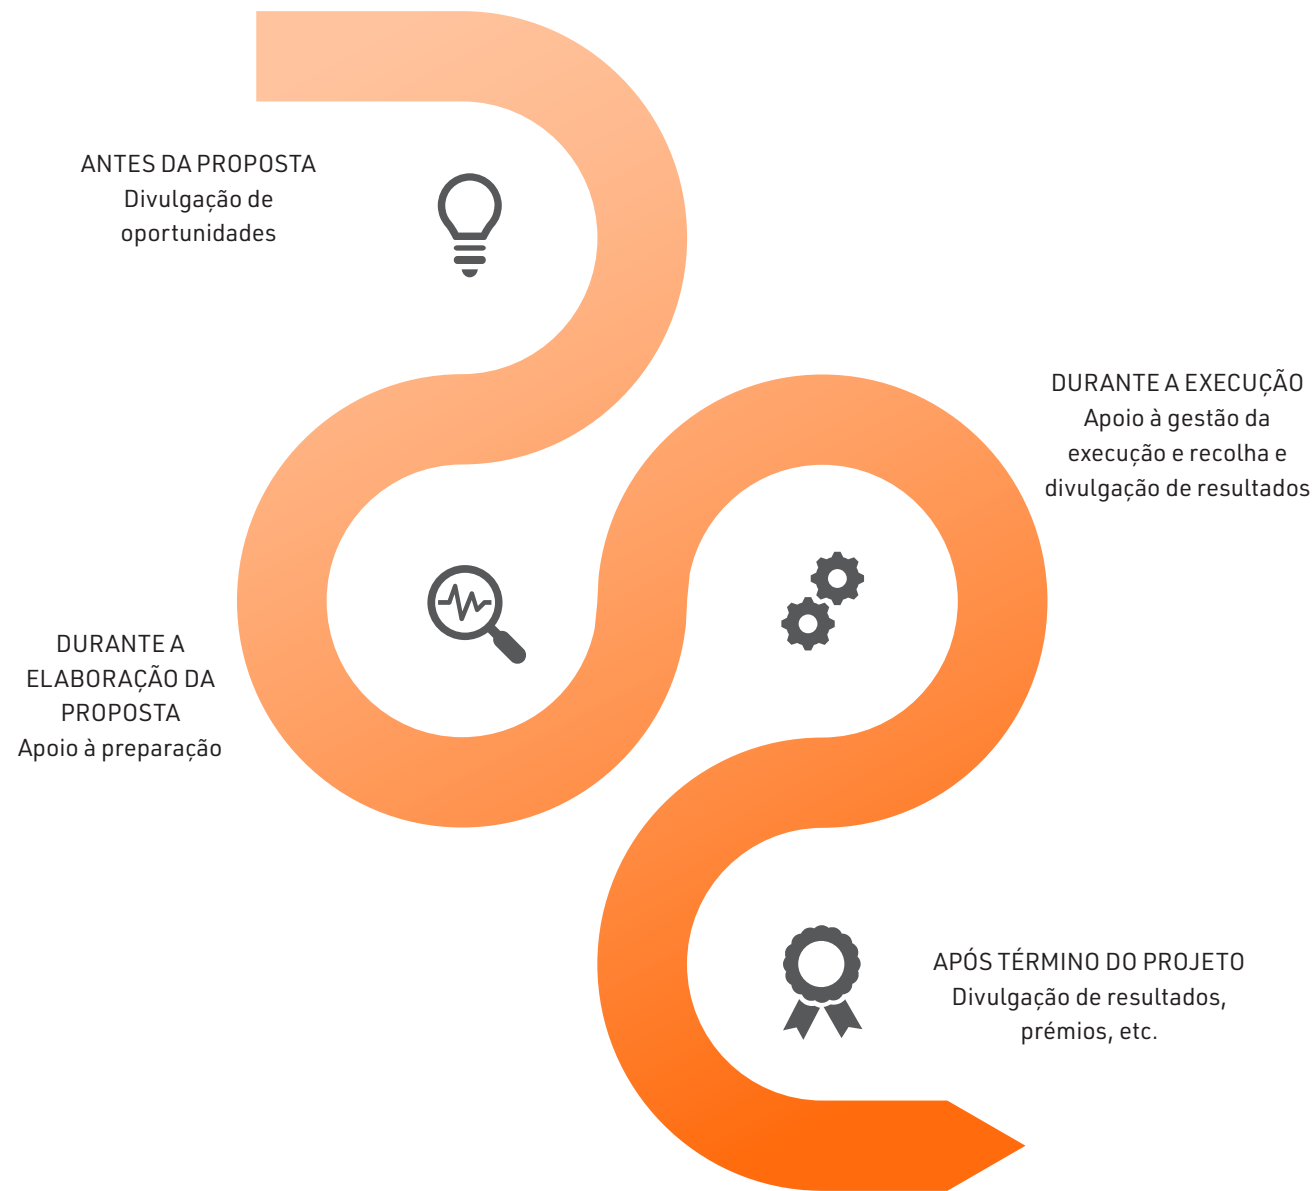 ANTES DA PROPOSTA
Divulgação de
oportunidades
DURANTE A
ELABORAÇÃO DA
PROPOSTA
Apoio à preparação
DURANTE A EXECUÇÃO
Apoio à gestão da
execução e recolha e
divulgação de resultados
APÓS TÉRMINO DO PROJETO
Divulgação de resultados,
prémios, etc.